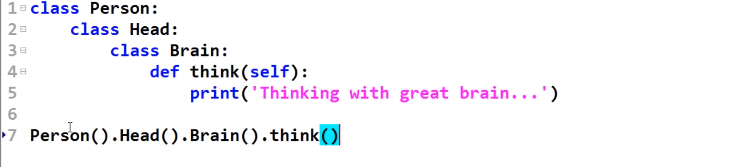 1 class Person:
2     class Head:
3         class Brain:
4             def think(self):
5                 print('Thinking with great brain...')
6
7 Person().Head().Brain().think()